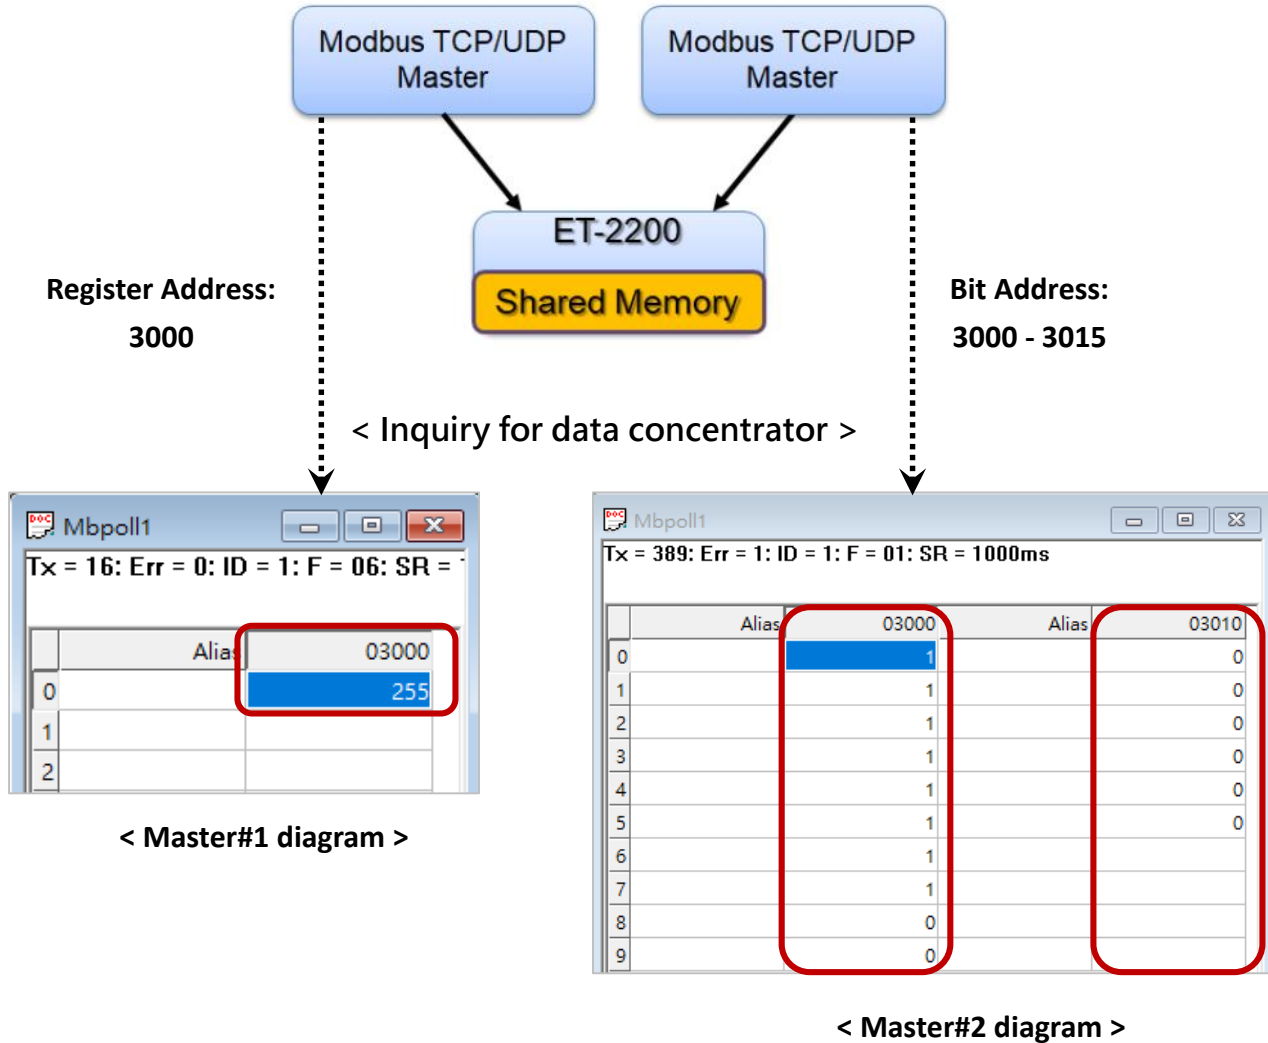 Modbus TCP/UDP
Master
Modbus TCP/UDP
Master
ET-2200
Shared Memory
Register Address:
3000
Bit Address:
3000 - 3015
< Inquiry for data concentrator >
Mbpoll1
Tx = 16: Err = 0: ID = 1: F = 06: SR =
Alias 03000
0 255
1
2
< Master#1 diagram >
Mbpoll1
Tx = 389: Err = 1: ID = 1: F = 01: SR = 1000ms
Alias 03000 Alias 03010
0 1 0
1 1 0
2 1 0
3 1 0
4 1 0
5 1 0
6 1
7 1
8 0
9 0
< Master#2 diagram >